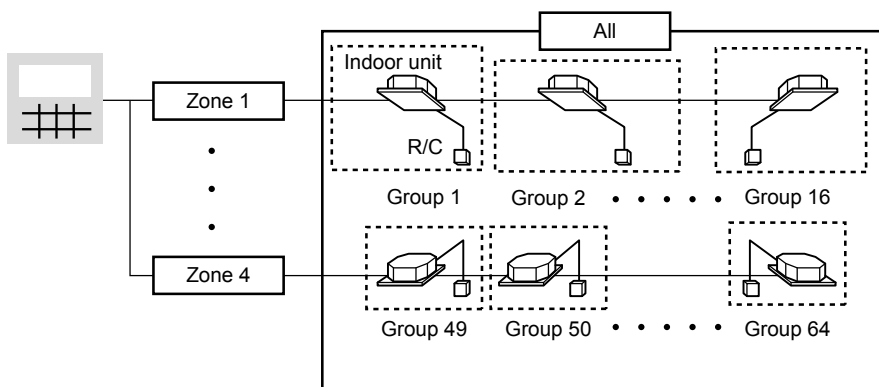 All
Indoor unit
Zone 1
R/C
Group 1
Group 2
Group 16
Zone 4
Group 49
Group 50
Group 64